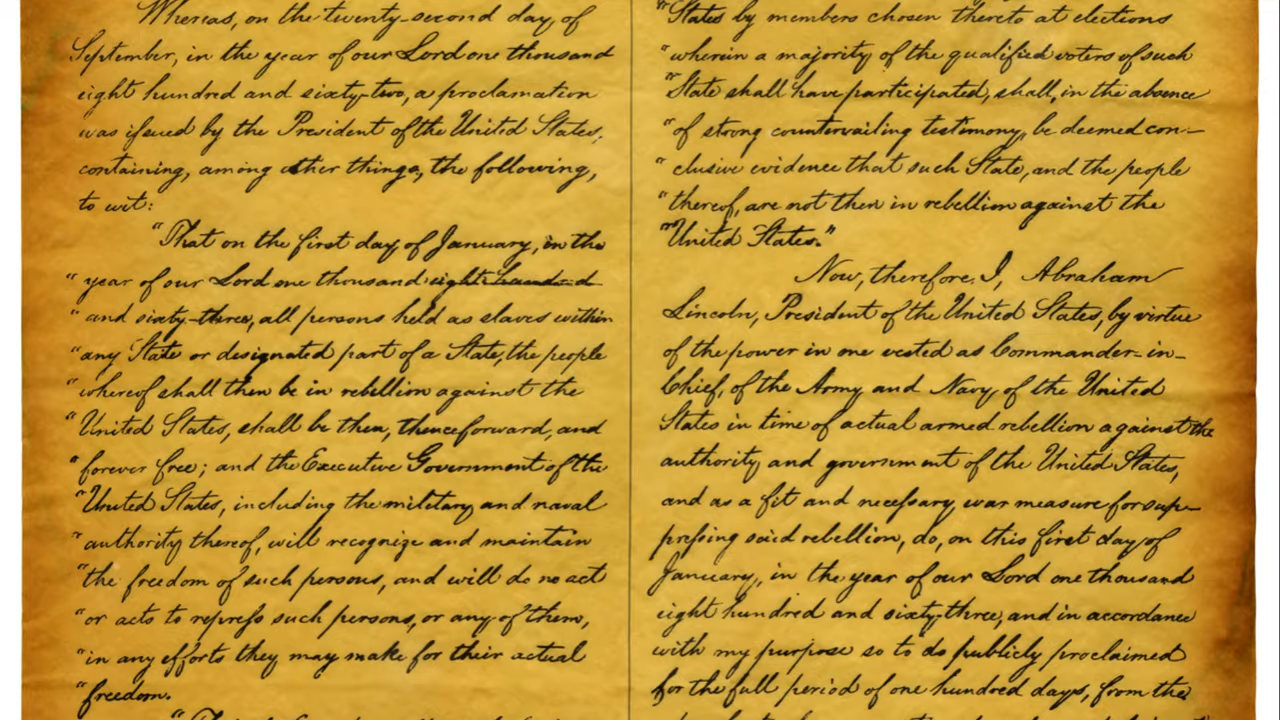 Whereas, on the twenty-second day of
September, in the year of our Lord one thousand
eight hundred and sixty-two, a proclamation
was issued by the President of the United States,
containing, among other things, the following,
to wit:
"That on the first day of January, in the
"year of our Lord one thousand eight hundred
"and sixty-three, all persons held as slaves within
"any State or designated part of a State, the people
"whereof shall then be in rebellion against the
"United States, shall be then, thenceforward, and
"forever free; and the Executive Government of the
"United States, including the military and naval
"authority thereof, will recognize and maintain
"the freedom of such persons, and will do no act
"or acts to repress such persons, or any of them,
"in any efforts they may make for their actual
"freedom.
"States by members chosen thereto at elections
"wherein a majority of the qualified voters of such
"State shall have participated, shall, in the absence
"of strong countervailing testimony, be deemed con-
"clusive evidence that such State, and the people
"thereof, are not then in rebellion against the
"United States."
Now, therefore I, Abraham
Lincoln, President of the United States, by virtue
of the power in me vested as Commander-in-
Chief, of the Army and Navy of the United
States in time of actual armed rebellion against the
authority and government of the United States,
and as a fit and necessary war measure for sup-
pressing said rebellion, do, on this first day of
January, in the year of our Lord one thousand
eight hundred and sixty-three, and in accordance
with my purpose so to do publicly proclaimed
for the full period of one hundred days, from the